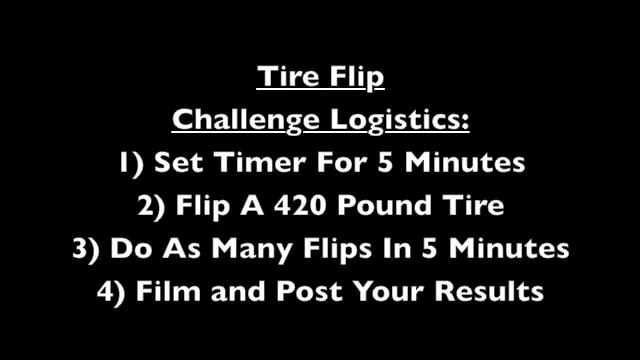 Tire Flip
Challenge Logistics:
1) Set Timer For 5 Minutes
2) Flip A 420 Pound Tire
3) Do As Many Flips In 5 Minutes
4) Film and Post Your Results